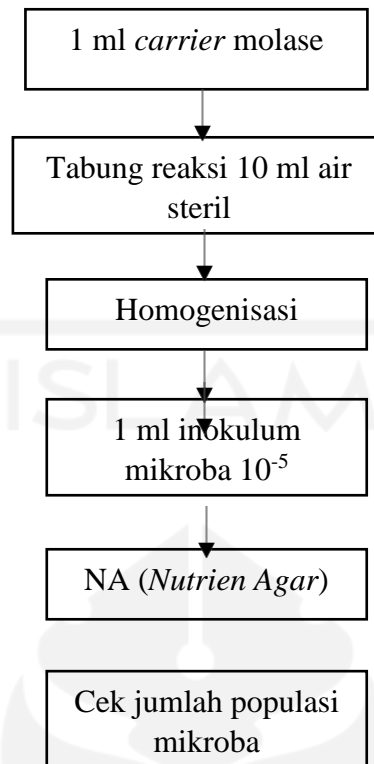 1 ml carrier molase
Tabung reaksi 10 ml air
steril
Homogenisasi
ISLAM
1 ml inokulum
mikroba 10⁻⁵
NA (Nutrien Agar)
Cek jumlah populasi
mikroba